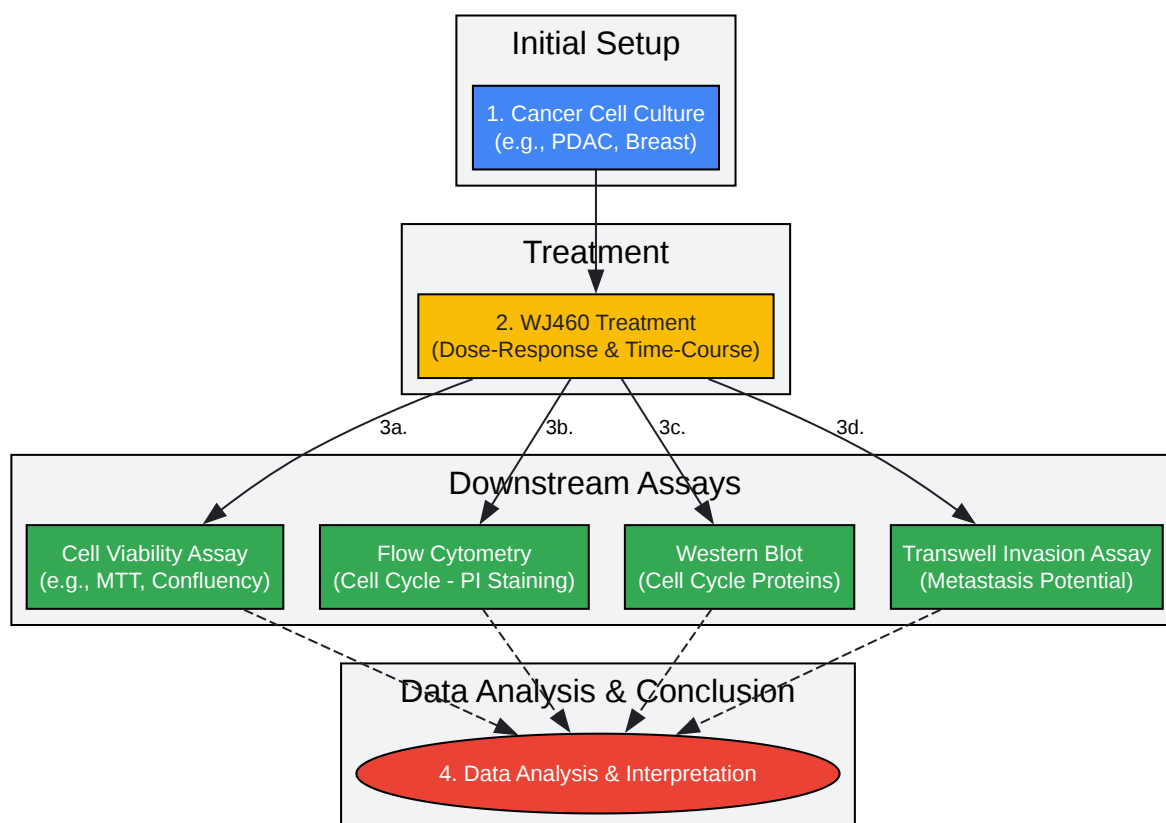 Initial Setup
1. Cancer Cell Culture
(e.g., PDAC, Breast)
Treatment
2. WJ460 Treatment
(Dose-Response & Time-Course)
3a.
3b.
3c.
3d.
Downstream Assays
Cell Viability Assay
(e.g., MTT, Confluency)
Flow Cytometry
(Cell Cycle - PI Staining)
Western Blot
(Cell Cycle Proteins)
Transwell Invasion Assay
(Metastasis Potential)
Data Analysis & Conclusion
4. Data Analysis & Interpretation